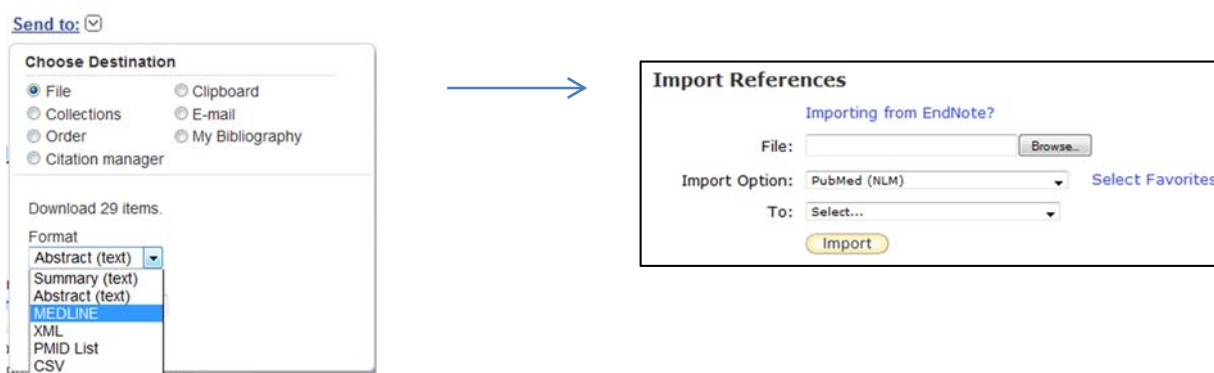 Send to:
Choose Destination
File Clipboard
Collections E-mail
Order My Bibliography
Citation manager
Download 29 items.
Format
Abstract (text)
Summary (text)
Abstract (text)
MEDLINE
XML
PMID List
CSV
Import References
Importing from EndNote?
File: Browse...
Import Option: PubMed (NLM) Select Favorites
To: Select...
Import